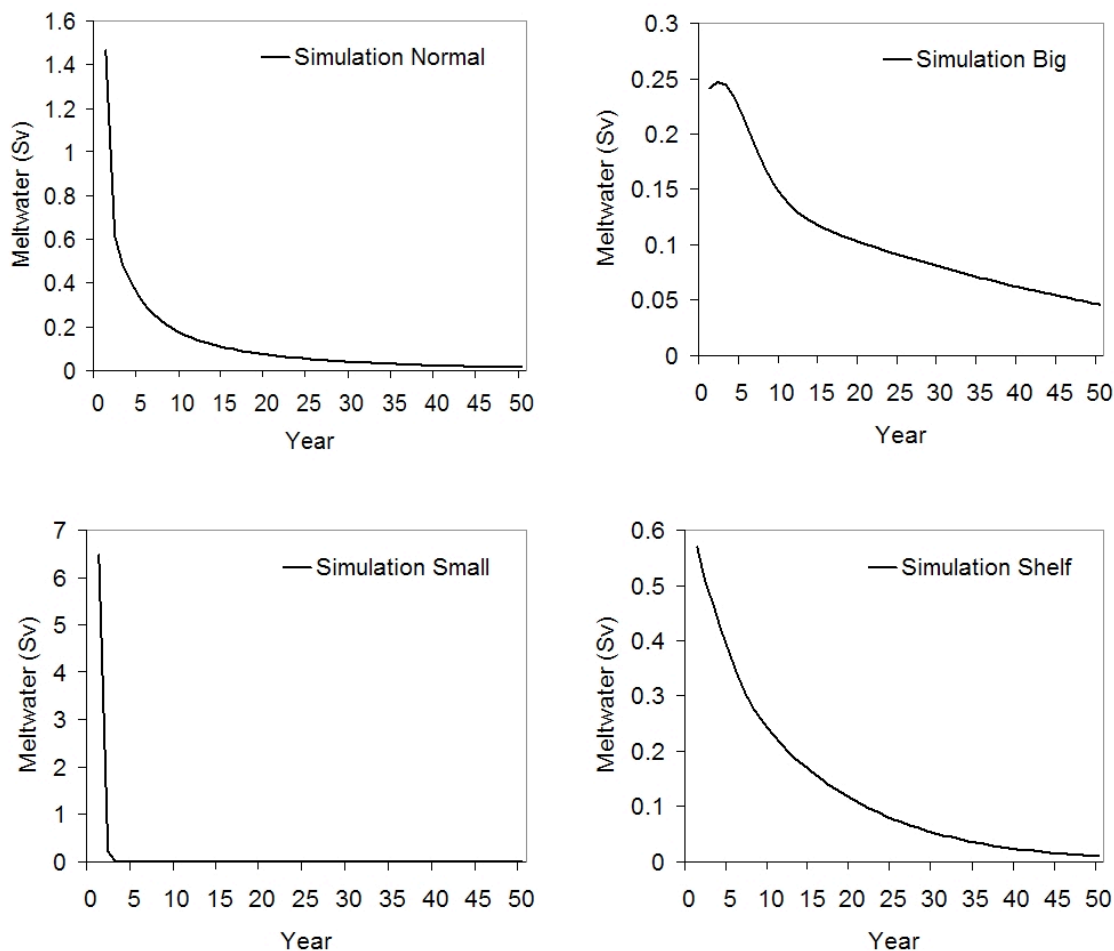 1.6
1.4
1.2
1
0.8
0.6
0.4
0.2
0
Meltwater (Sv)
Simulation Normal
0 5 10 15 20 25 30 35 40 45 50
Year
0.3
0.25
0.2
0.15
0.1
0.05
0
Meltwater (Sv)
Simulation Big
0 5 10 15 20 25 30 35 40 45 50
Year
7
6
5
4
3
2
1
0
Meltwater (Sv)
Simulation Small
0 5 10 15 20 25 30 35 40 45 50
Year
0.6
0.5
0.4
0.3
0.2
0.1
0
Meltwater (Sv)
Simulation Shelf
0 5 10 15 20 25 30 35 40 45 50
Year